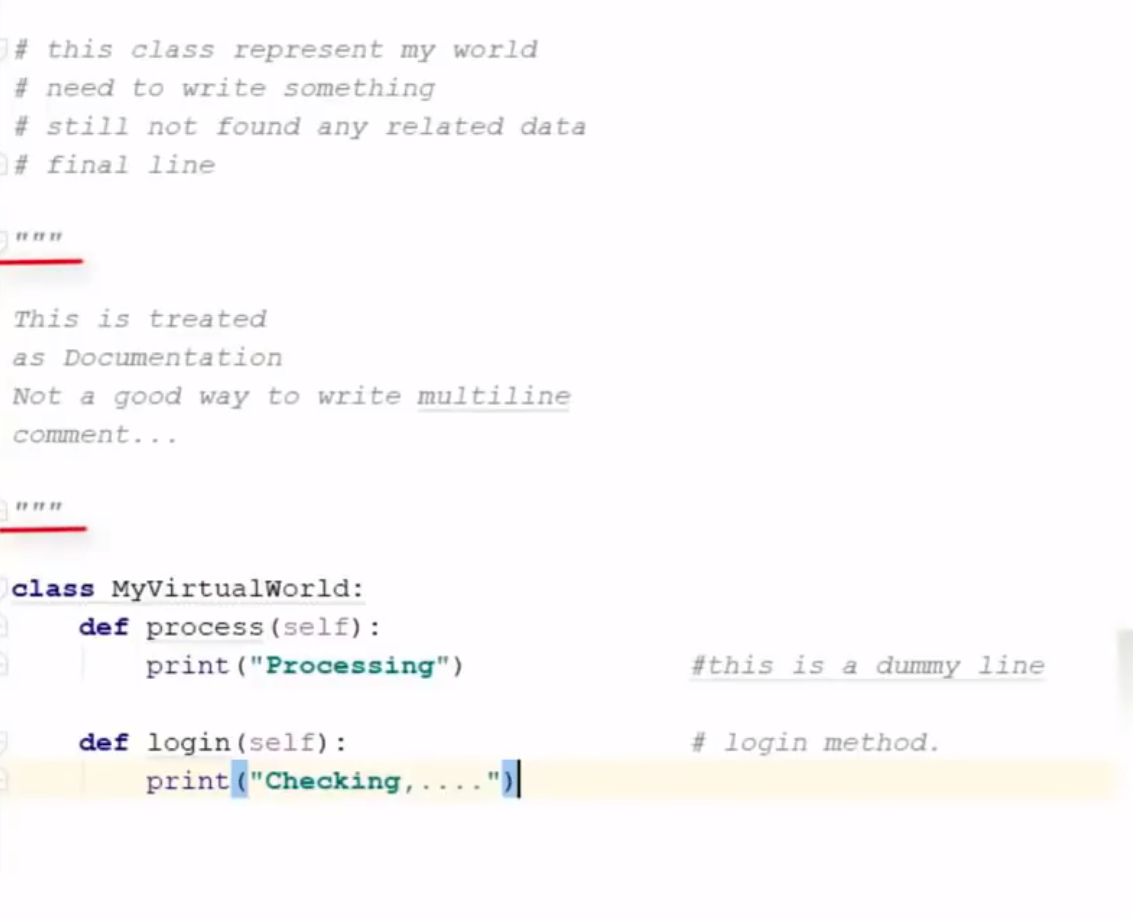 # this class represent my world
# need to write something
# still not found any related data
# final line
"""
This is treated
as Documentation
Not a good way to write multiline
comment...
"""
class MyVirtualWorld:
    def process(self):
        print("Processing")              #this is a dummy line
    def login(self):                     # login method.
        print("Checking,....")